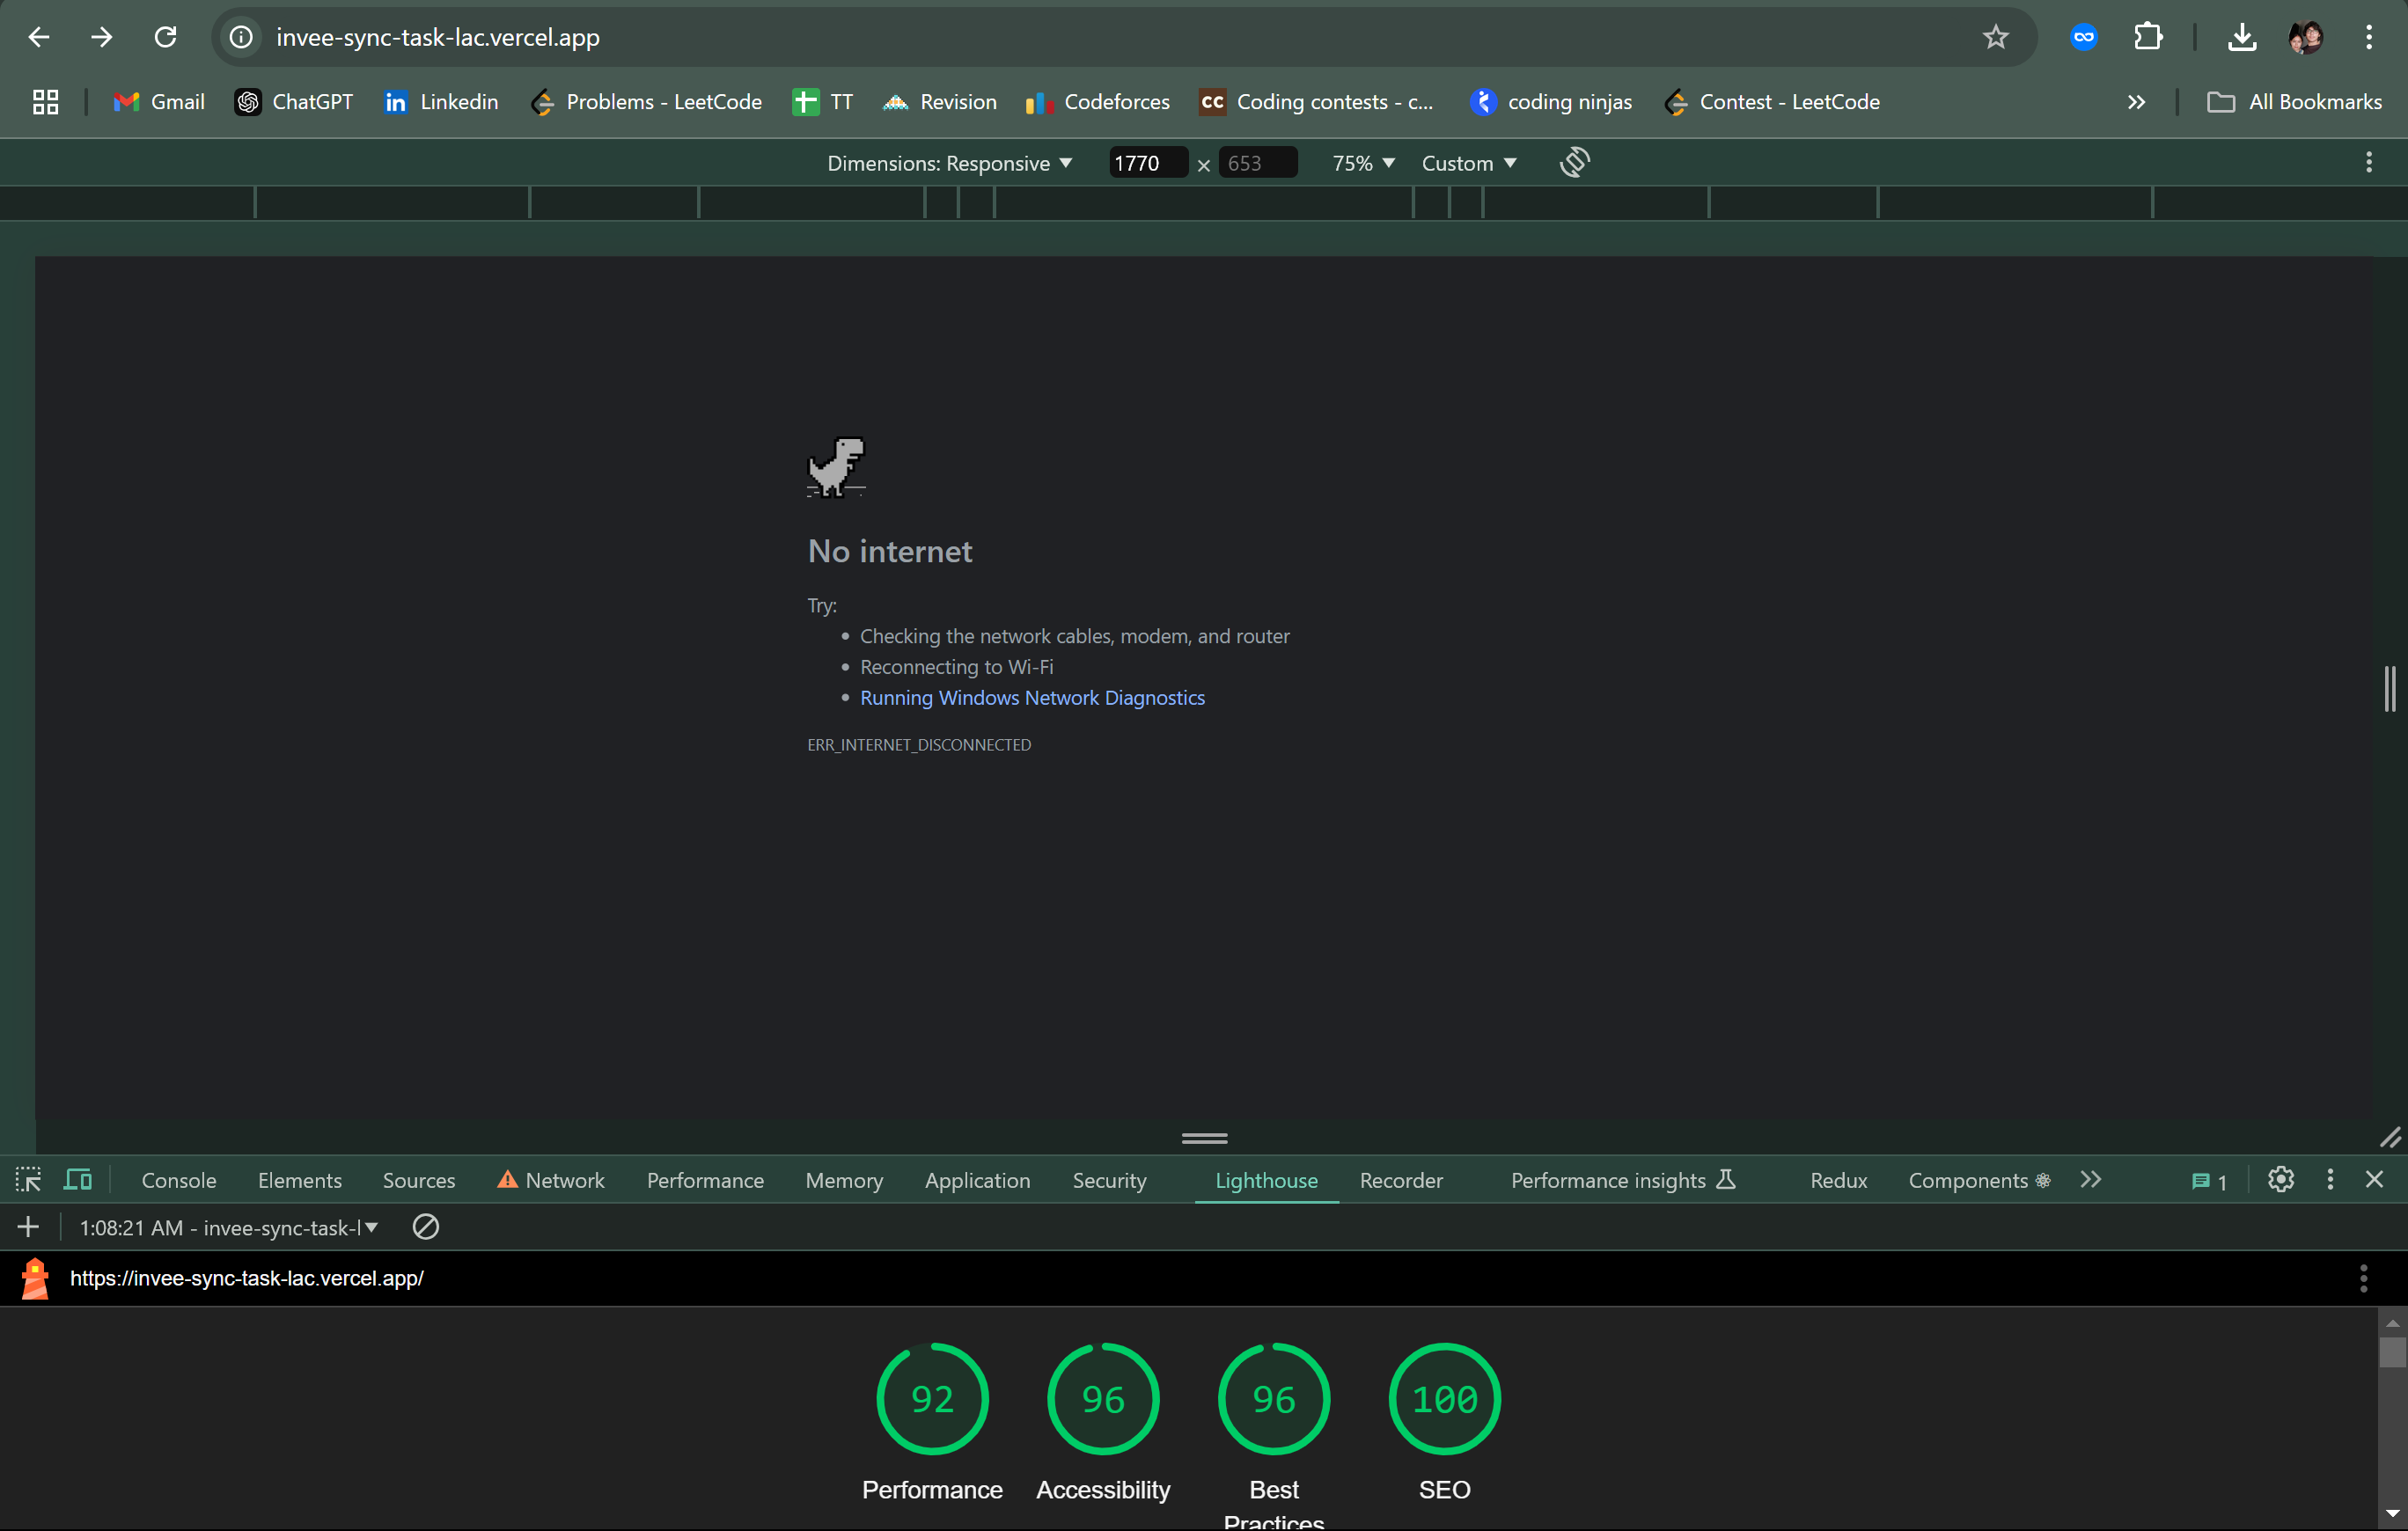 invee-sync-task-lac.vercel.app
Gmail ChatGPT in Linkedin Problems - LeetCode TT Revision Codeforces CC Coding contests - c... coding ninjas Contest - LeetCode All Bookmarks
Dimensions: Responsive 1770 × 653 75% Custom
No internet
Try:
• Checking the network cables, modem, and router
• Reconnecting to Wi-Fi
• Running Windows Network Diagnostics
ERR_INTERNET_DISCONNECTED
Console Elements Sources Network Performance Memory Application Security Lighthouse Recorder Performance insights Redux Components 1
1:08:21 AM - invee-sync-task-l
https://invee-sync-task-lac.vercel.app/
92 96 96 100
Performance Accessibility Best Practices SEO